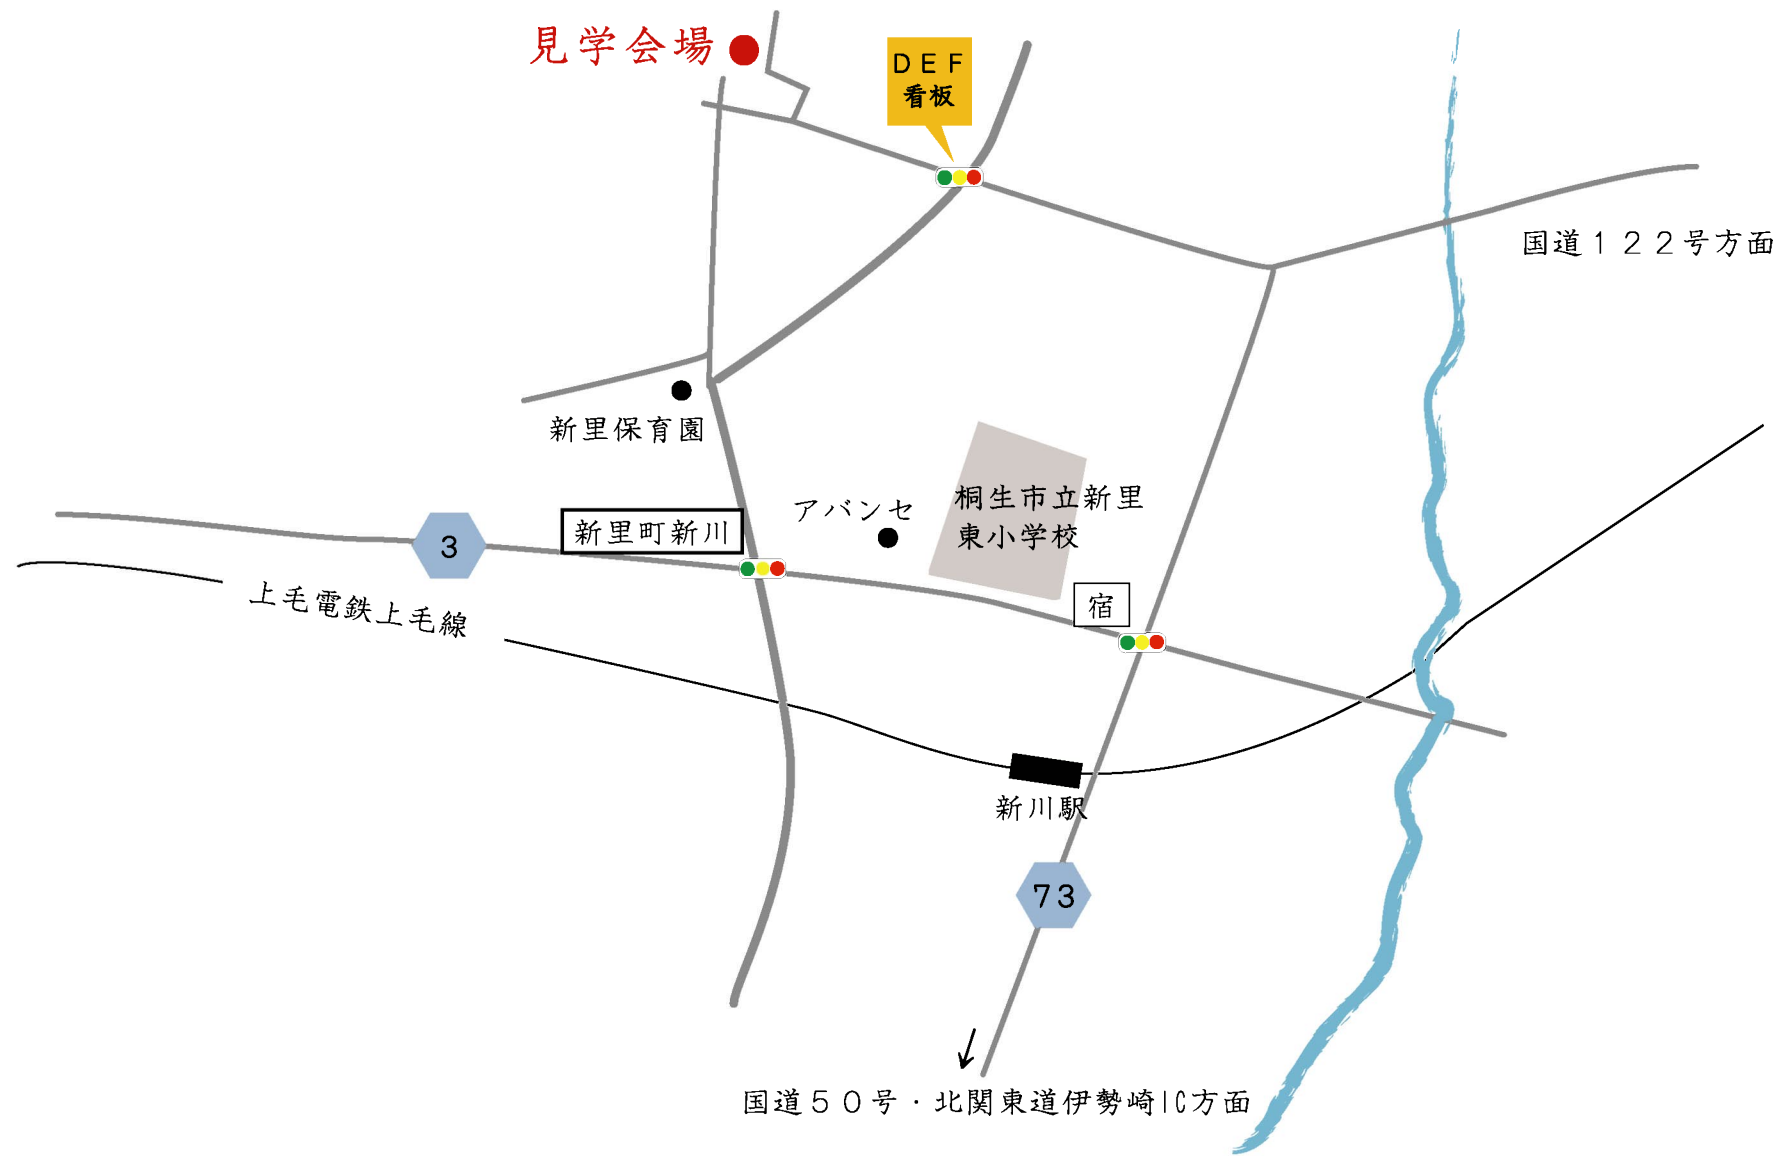 見学会場
ＤＥＦ
看板
国道１２２号方面
新里保育園
アバンセ
桐生市立新里
東小学校
新里町新川
3
宿
上毛電鉄上毛線
新川駅
73
国道５０号・北関東道伊勢崎IC方面